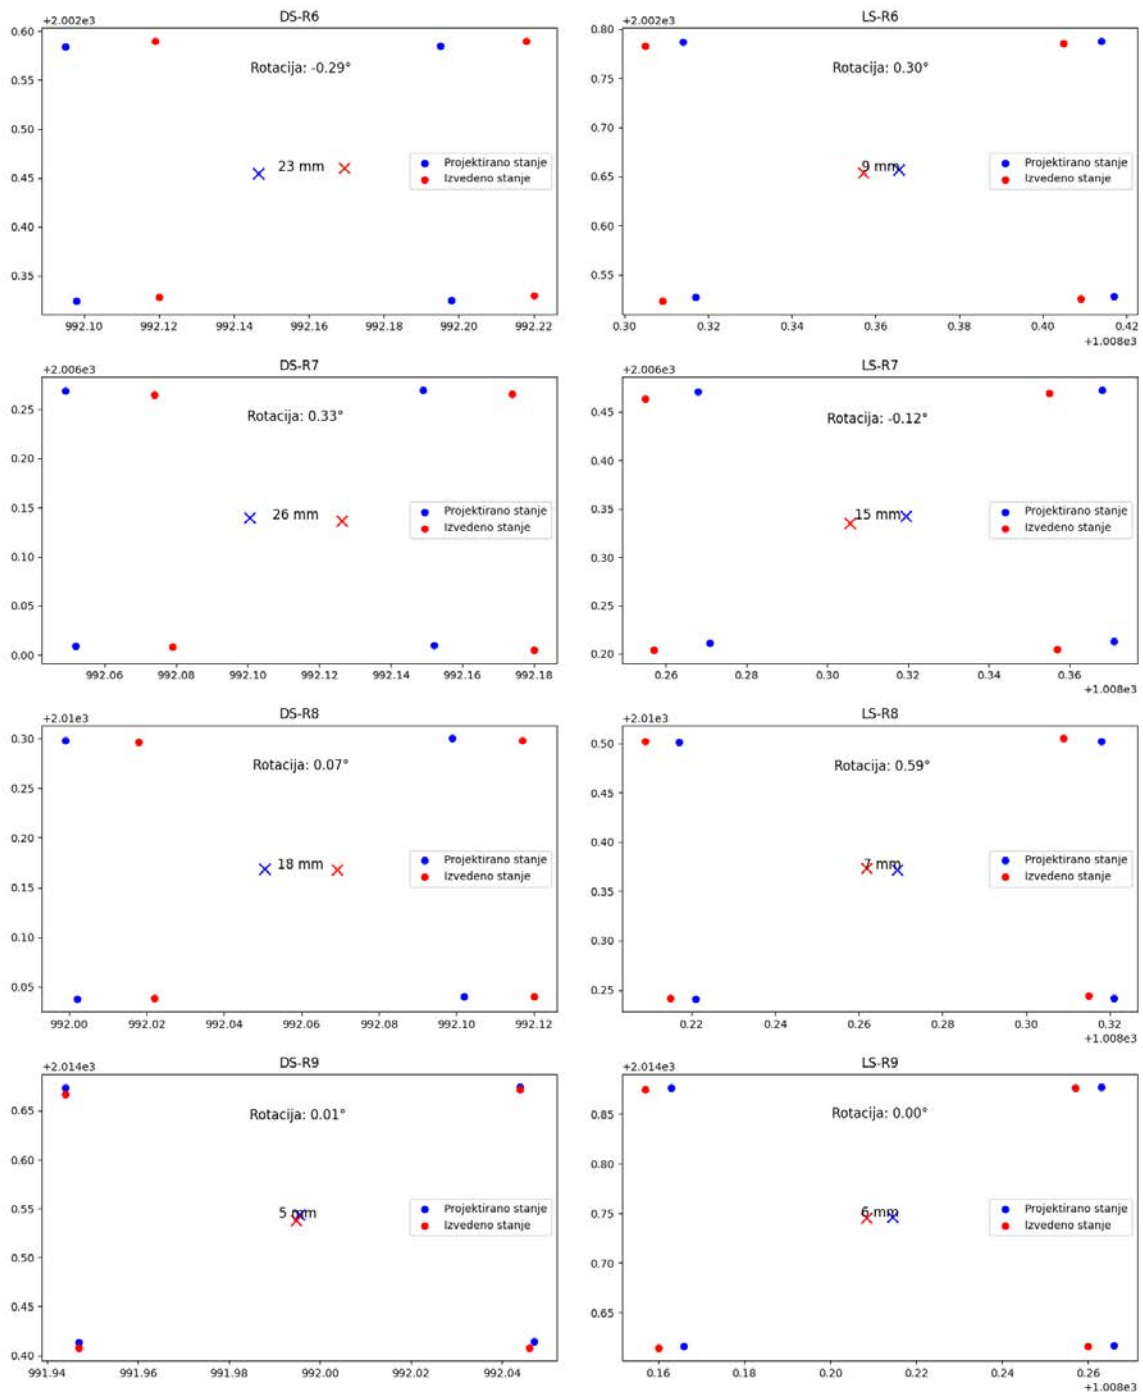 DS-R6
+2.002e3
0.60
0.55
0.50
0.45
0.40
0.35
Rotacija: -0.29°
23 mm
Projektirano stanje
Izvedeno stanje
992.10 992.12 992.14 992.16 992.18 992.20 992.22
LS-R6
+2.002e3
0.80
0.75
0.70
0.65
0.60
0.55
Rotacija: 0.30°
9 mm
Projektirano stanje
Izvedeno stanje
0.30 0.32 0.34 0.36 0.38 0.40 0.42
+1.008e3
DS-R7
+2.006e3
0.25
0.20
0.15
0.10
0.05
0.00
Rotacija: 0.33°
26 mm
Projektirano stanje
Izvedeno stanje
992.06 992.08 992.10 992.12 992.14 992.16 992.18
LS-R7
+2.006e3
0.45
0.40
0.35
0.30
0.25
0.20
Rotacija: -0.12°
15 mm
Projektirano stanje
Izvedeno stanje
0.26 0.28 0.30 0.32 0.34 0.36
+1.008e3
DS-R8
+2.01e3
0.30
0.25
0.20
0.15
0.10
0.05
Rotacija: 0.07°
18 mm
Projektirano stanje
Izvedeno stanje
992.00 992.02 992.04 992.06 992.08 992.10 992.12
LS-R8
+2.01e3
0.50
0.45
0.40
0.35
0.30
0.25
Rotacija: 0.59°
7 mm
Projektirano stanje
Izvedeno stanje
0.22 0.24 0.26 0.28 0.30 0.32
+1.008e3
DS-R9
+2.014e3
0.65
0.60
0.55
0.50
0.45
0.40
Rotacija: 0.01°
5 mm
Projektirano stanje
Izvedeno stanje
991.94 991.96 991.98 992.00 992.02 992.04
LS-R9
+2.014e3
0.85
0.80
0.75
0.70
0.65
Rotacija: 0.00°
6 mm
Projektirano stanje
Izvedeno stanje
0.16 0.18 0.20 0.22 0.24 0.26
+1.008e3